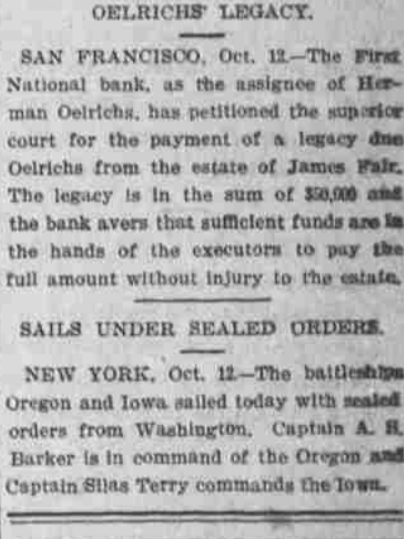 OELRICHS' LEGACY.
SAN FRANCISCO, Oct. 12.—The First
National bank, as the assignee of Her-
man Oelrichs, has petitioned the superior
court for the payment of a legacy due
Oelrichs from the estate of James Fair.
The legacy is in the sum of $50,000 and
the bank avers that sufficient funds are in
the hands of the executors to pay the
full amount without injury to the estate.
SAILS UNDER SEALED ORDERS.
NEW YORK, Oct. 12.—The battleships
Oregon and Iowa sailed today with sealed
orders from Washington. Captain A. S.
Barker is in command of the Oregon and
Captain Silas Terry commands the Iowa.